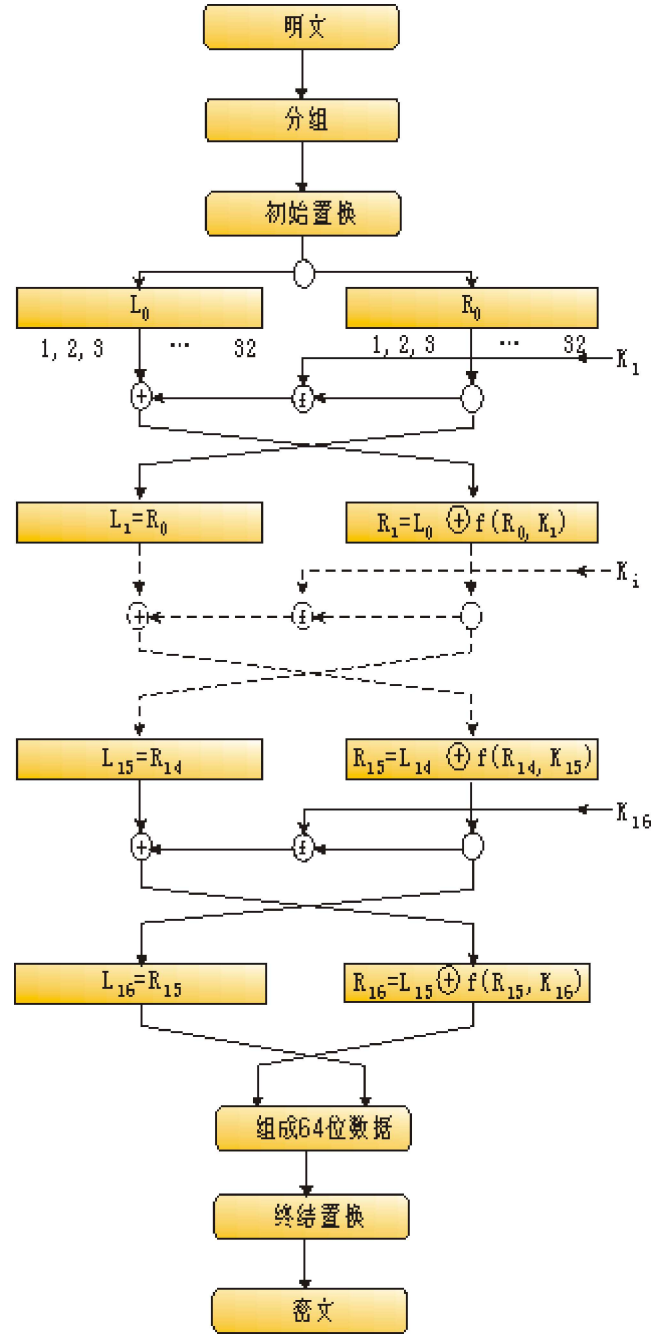 明文
分组
初始置换
L₀ R₀
1, 2, 3 ··· 32 1, 2, 3 ··· 32
K₁
+ f
L₁=R₀ R₁=L₀ ⊕ f(R₀, K₁)
Kᵢ
+ f
L₁₅=R₁₄ R₁₅=L₁₄ ⊕ f(R₁₄, K₁₅)
K₁₆
+ f
L₁₆=R₁₅ R₁₆=L₁₅ ⊕ f(R₁₅, K₁₆)
组成64位数据
终结置换
密文